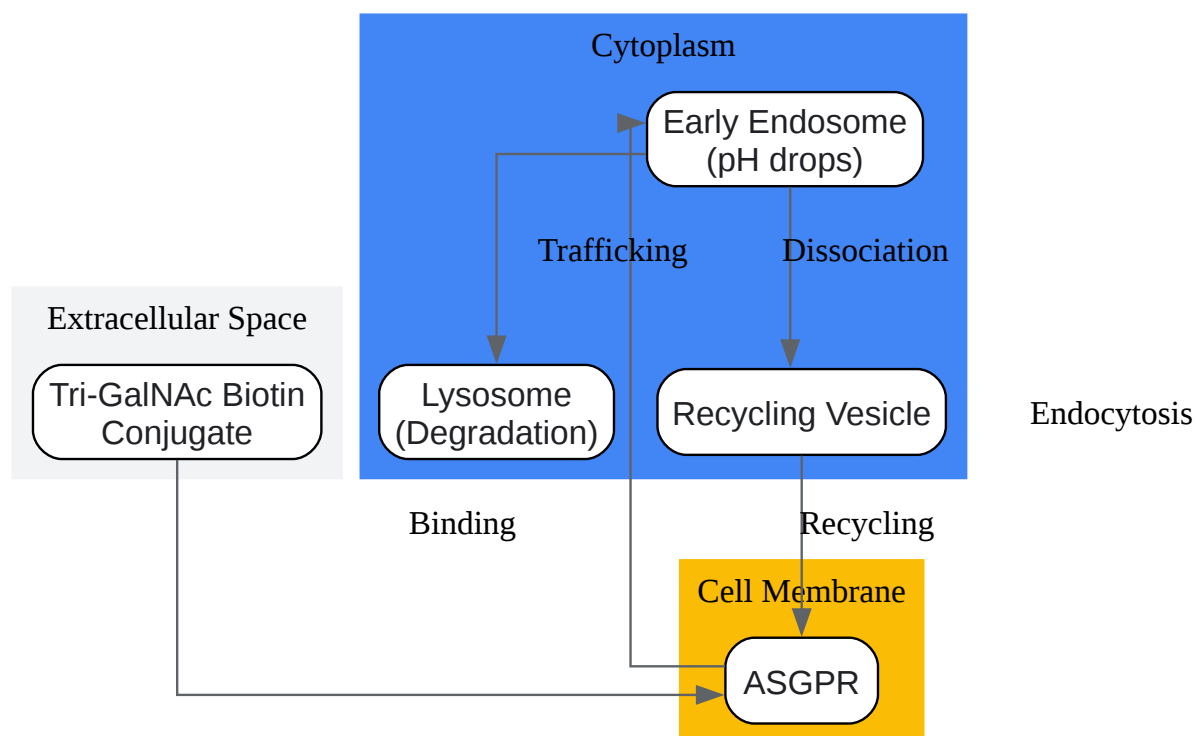 Cytoplasm
Early Endosome
(pH drops)
Trafficking
Dissociation
Extracellular Space
Tri-GalNAc Biotin
Conjugate
Lysosome
(Degradation)
Recycling Vesicle
Endocytosis
Binding
Recycling
Cell Membrane
ASGPR